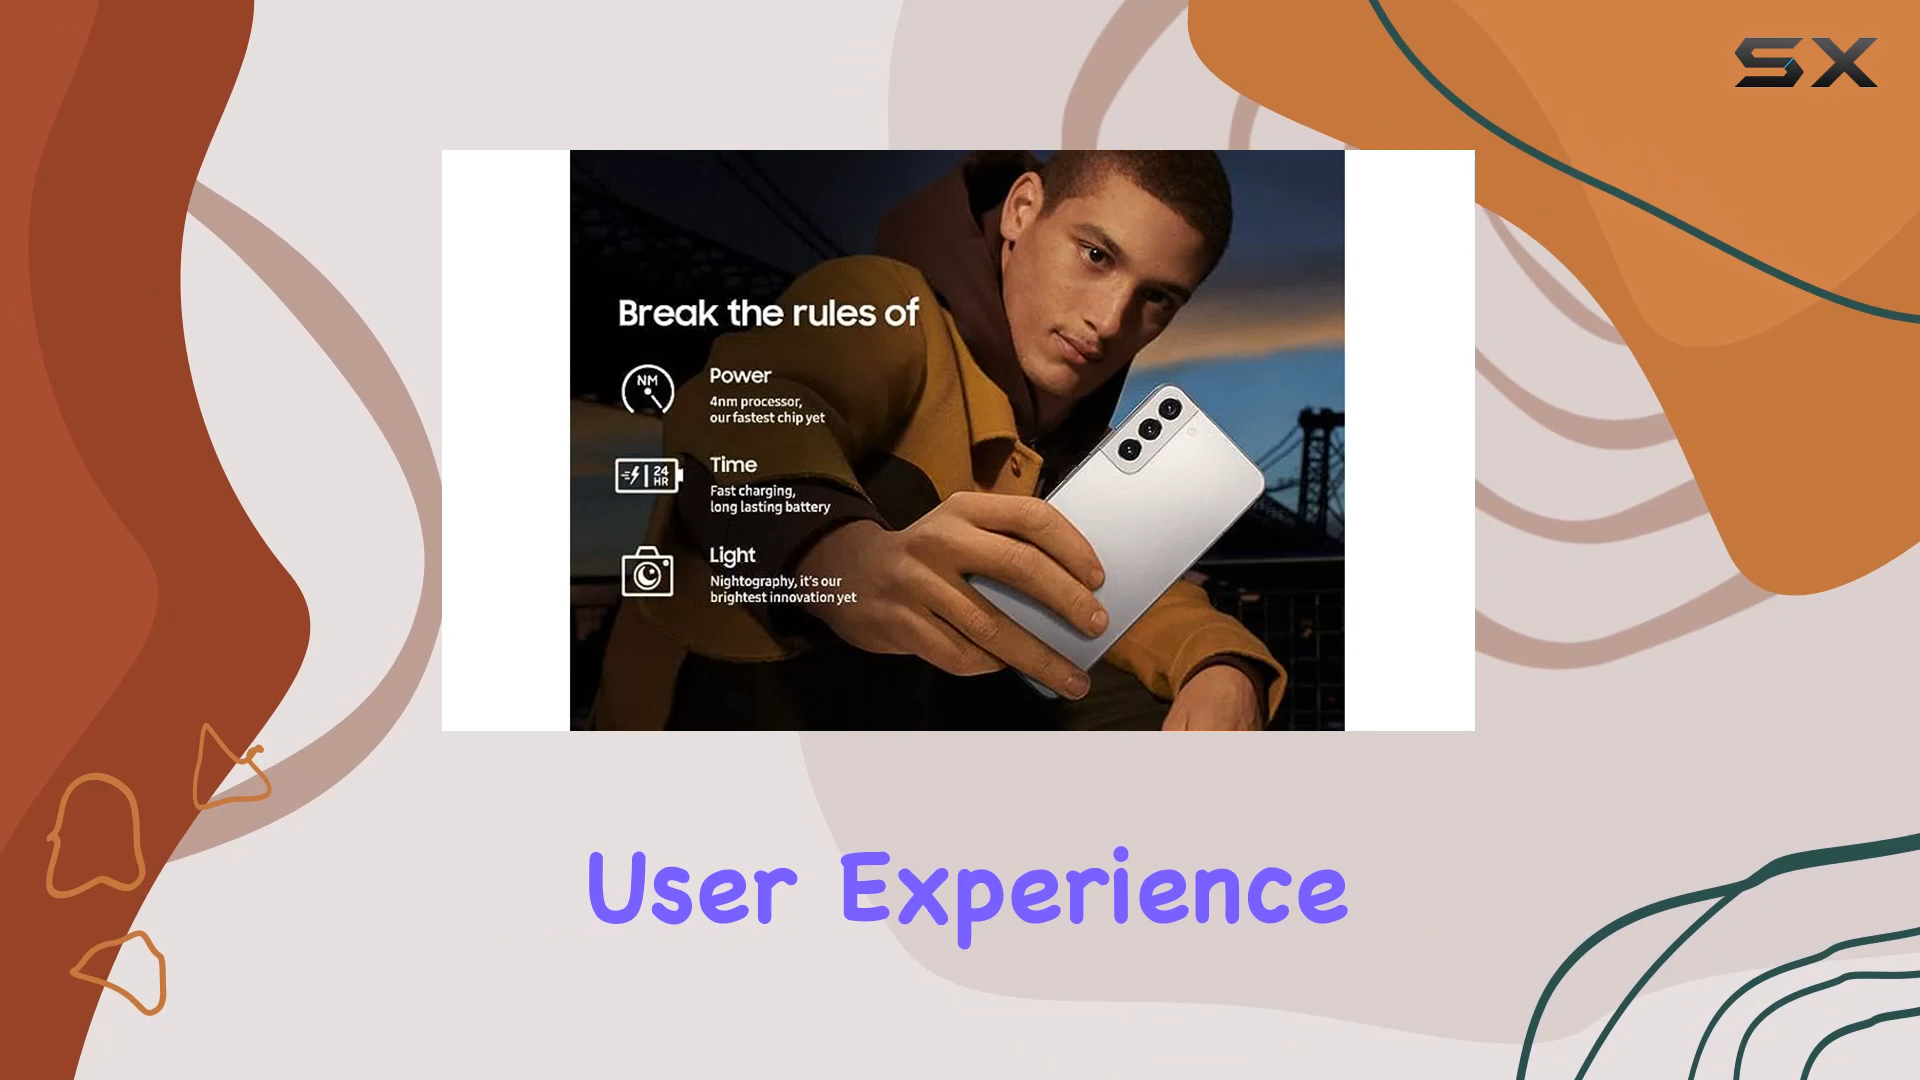 SX
Break the rules of
NM
Power
4nm processor,
our fastest chip yet
24
HR
Time
Fast charging,
long lasting battery
Light
Nightography, it's our
brightest innovation yet
User Experience